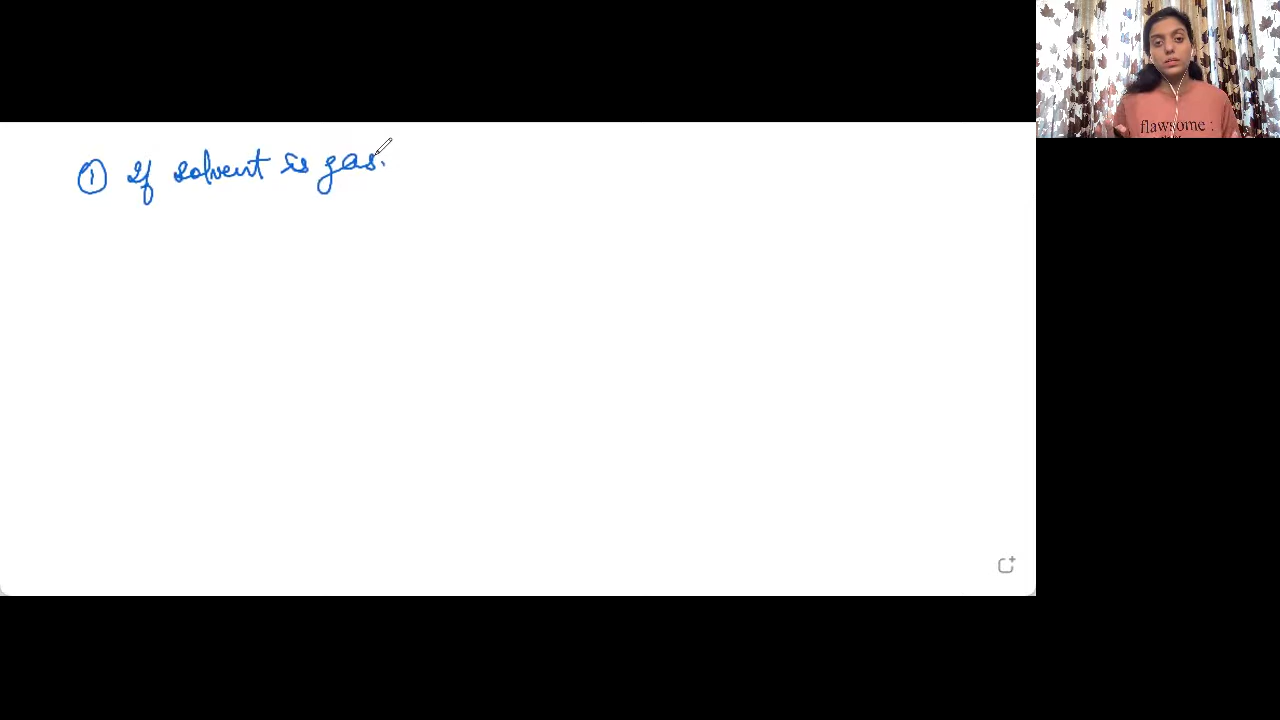 ① If solvent is gas.
flawsome :